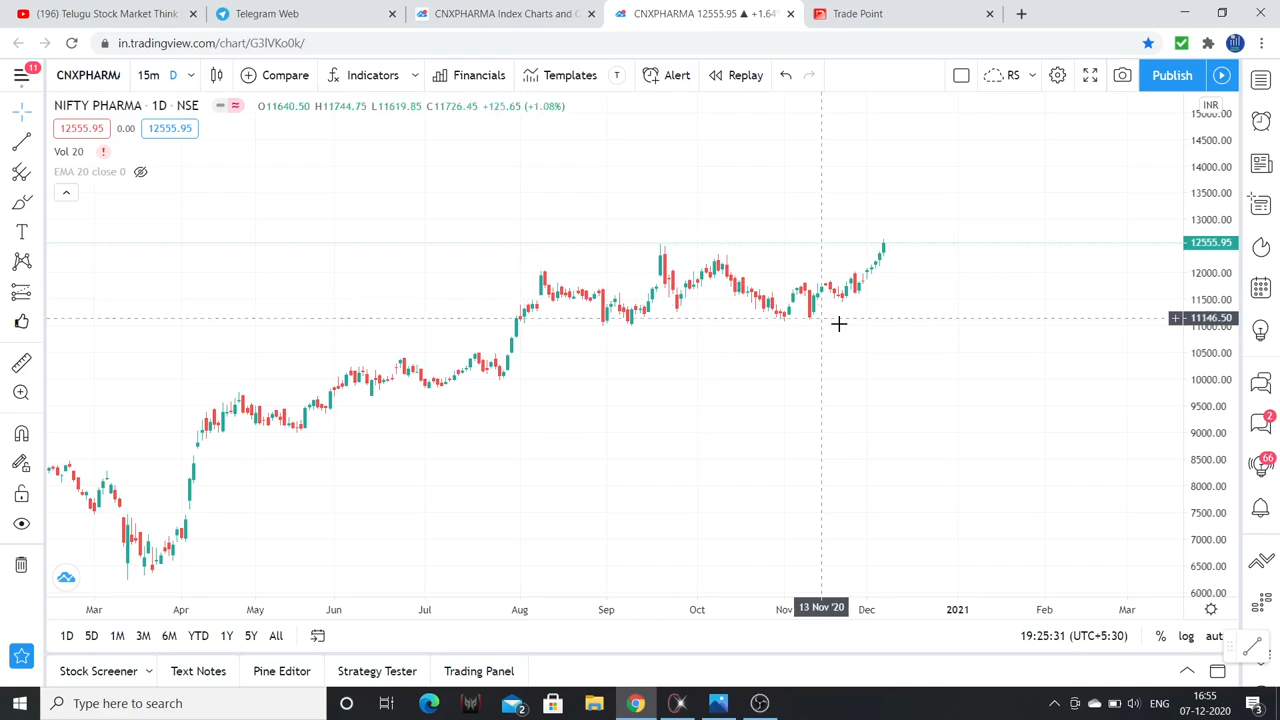 (196) Telugu Stock Market Think
Telegram Web
CNXPHARMA Index Charts and C
CNXPHARMA 12555.95 ▲ +1.64
Trade Point
in.tradingview.com/chart/G3lVKo0k/
11
CNXPHARMA
15m
D
Compare
Indicators
Financials
Templates
T
Alert
Replay
RS
Publish
NIFTY PHARMA · 1D · NSE
O11640.50 H11744.75 L11619.85 C11726.45 +125.65 (+1.08%)
INR
12555.95
0.00
12555.95
Vol 20
EMA 20 close 0
15000.00
14500.00
14000.00
13500.00
13000.00
12555.95
12000.00
11500.00
11146.50
11000.00
10500.00
10000.00
9500.00
9000.00
8500.00
8000.00
7500.00
7000.00
6500.00
6000.00
2
66
Mar
Apr
May
Jun
Jul
Aug
Sep
Oct
Nov
13 Nov '20
Dec
2021
Feb
Mar
1D 5D 1M 3M 6M YTD 1Y 5Y All
19:25:31 (UTC+5:30)
%
log
aut
Stock Screener
Text Notes
Pine Editor
Strategy Tester
Trading Panel
Type here to search
2
ENG
16:55
07-12-2020
3